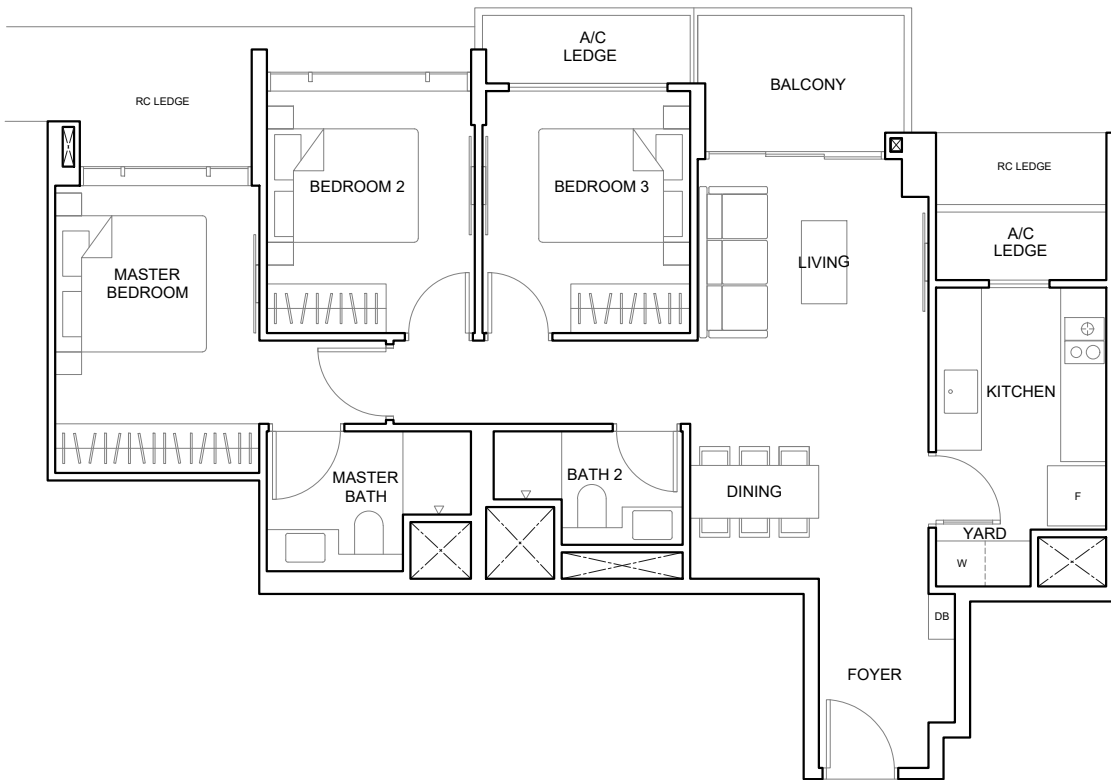 A/C
LEDGE
BALCONY
RC LEDGE
RC LEDGE
BEDROOM 2
BEDROOM 3
A/C
LEDGE
LIVING
MASTER
BEDROOM
KITCHEN
MASTER
BATH
BATH 2
DINING
F
YARD
W
DB
FOYER